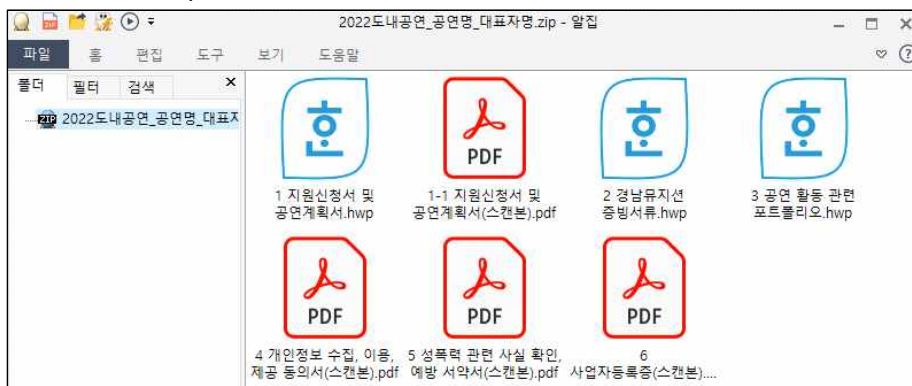 2022도내공연_공연명_대표자명.zip - 알집
파일 홈 편집 도구 보기 도움말
폴더 필터 검색
ZIP 2022도내공연_공연명_대표자
한
PDF
한
한
1 지원신청서 및
공연계획서.hwp
1-1 지원신청서 및
공연계획서(스캔본).pdf
2 경남뮤지션
증빙서류.hwp
3 공연 활동 관련
포트폴리오.hwp
PDF
PDF
PDF
4 개인정보 수집, 이용,
제공 동의서(스캔본).pdf
5 성폭력 관련 사실 확인,
예방 서약서(스캔본).pdf
6
사업자등록증(스캔본)....